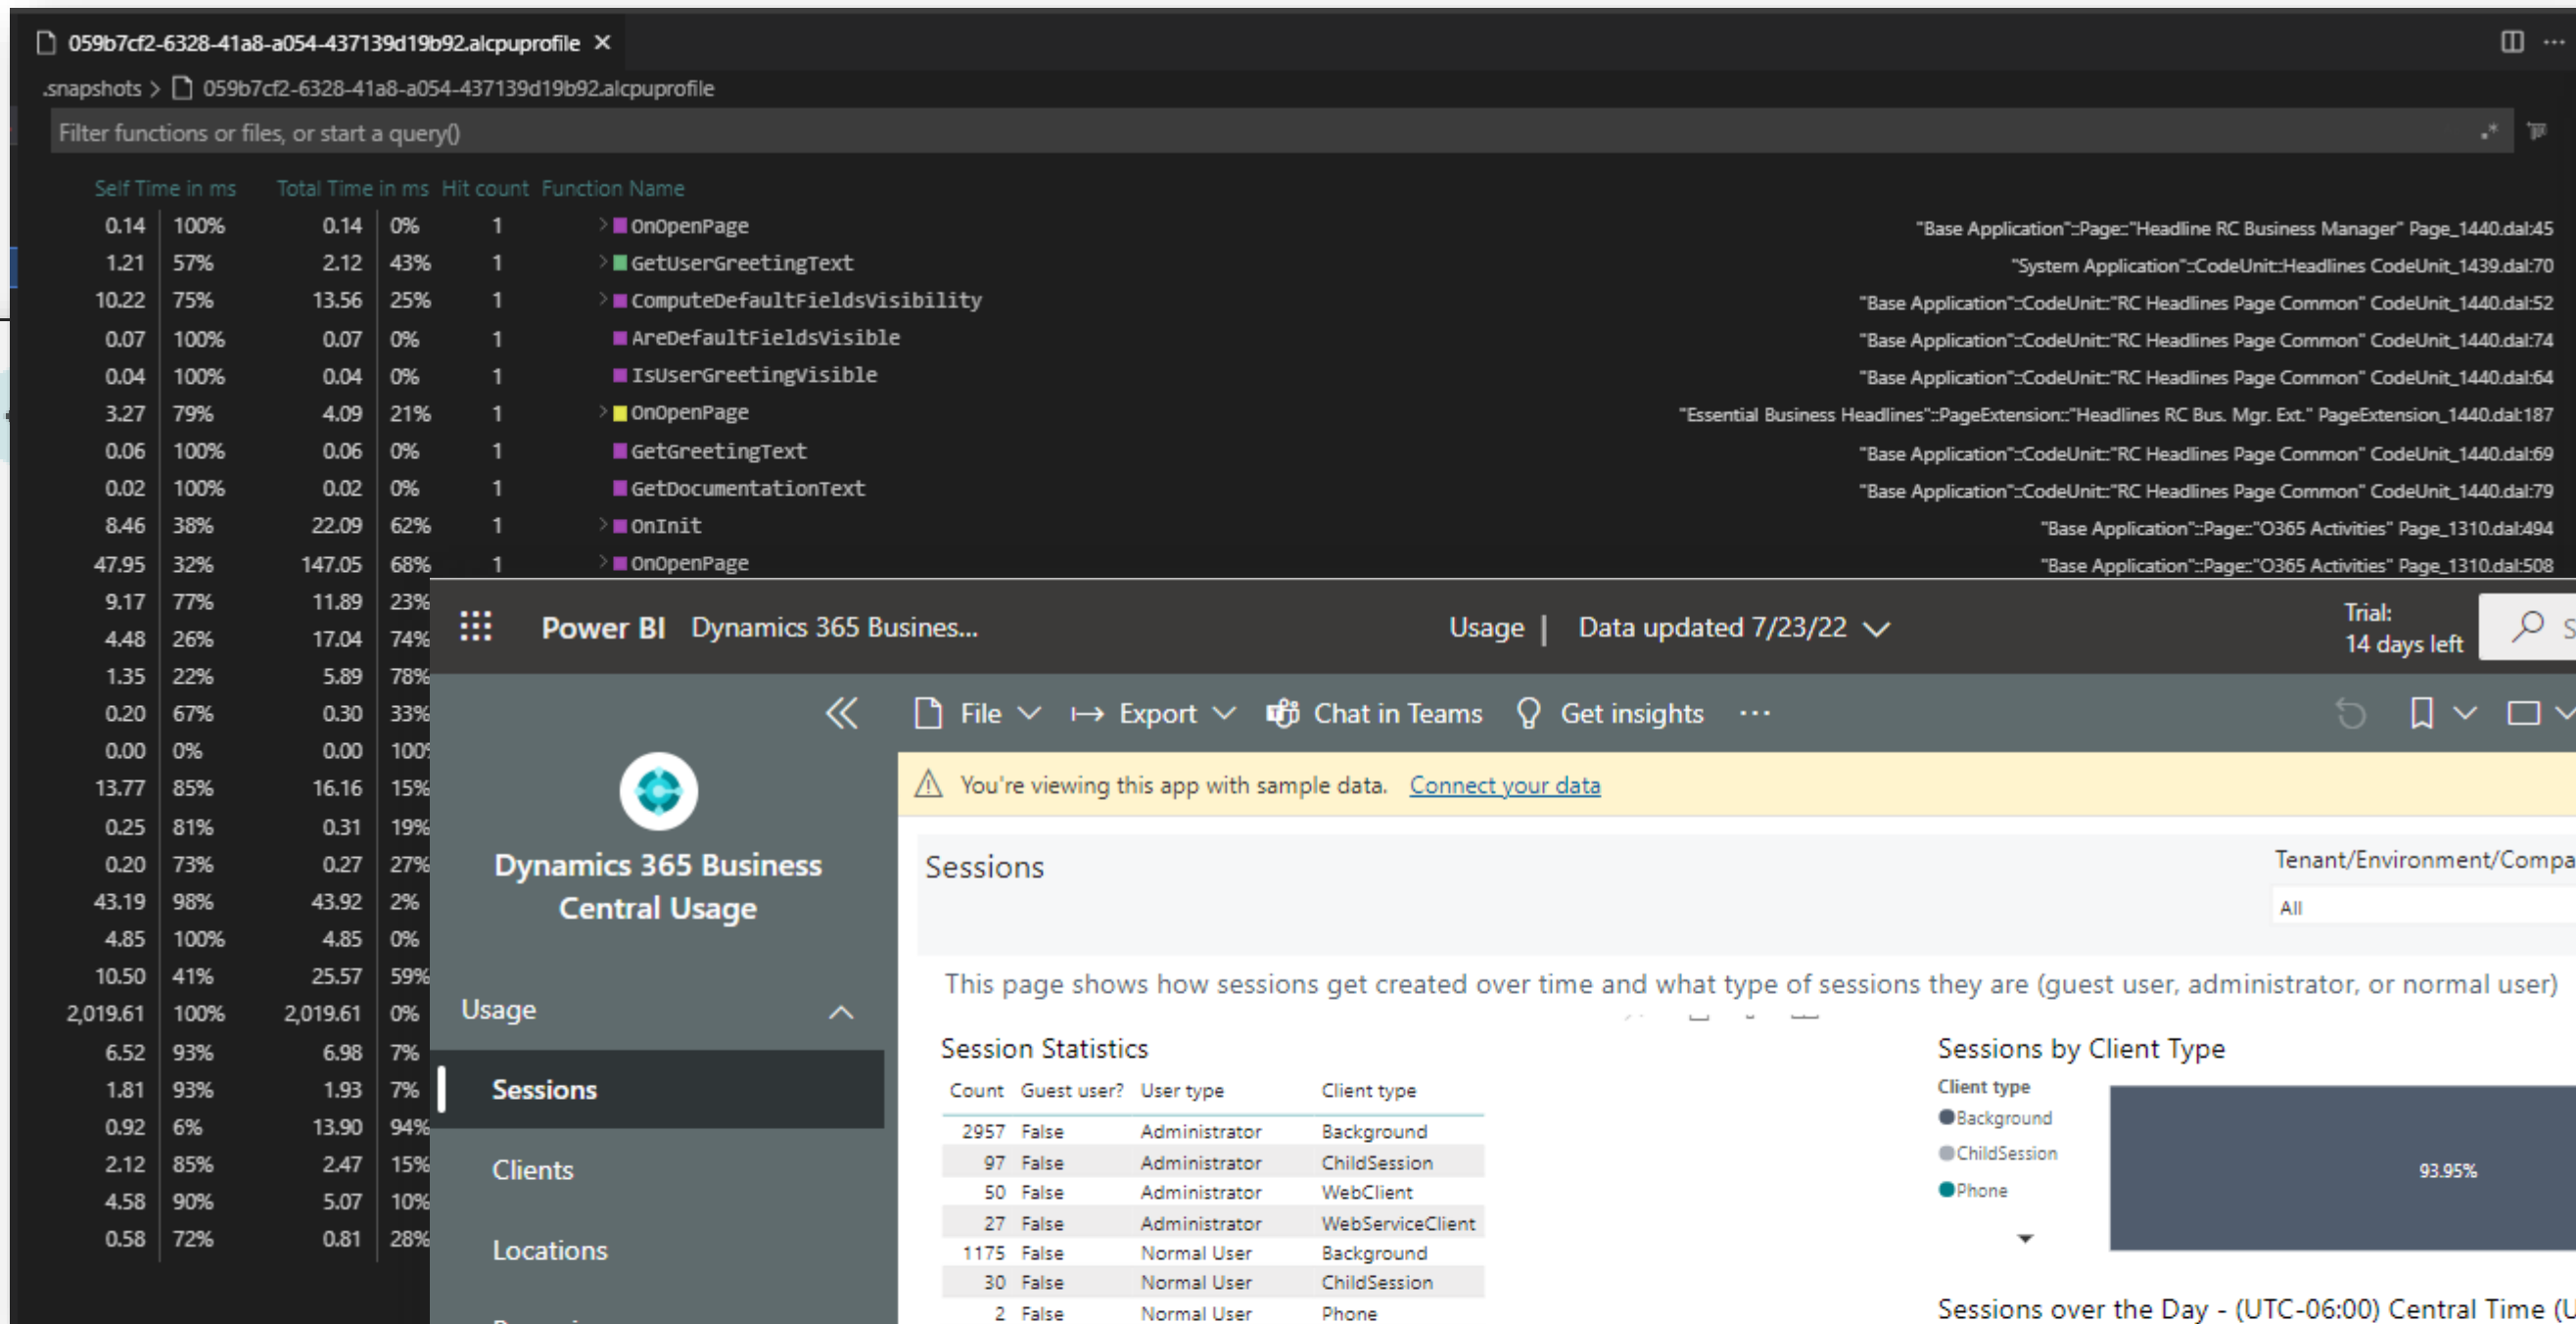 059b7cf2-6328-41a8-a054-437139d19b92.alcpuprofile
.snapshots > 059b7cf2-6328-41a8-a054-437139d19b92.alcpuprofile
Filter functions or files, or start a query()
Self Time in ms Total Time in ms Hit count Function Name
0.14 100% 0.14 0% 1 OnOpenPage "Base Application"::Page::"Headline RC Business Manager" Page_1440.dal:45
1.21 57% 2.12 43% 1 GetUserGreetingText "System Application"::CodeUnit::Headlines CodeUnit_1439.dal:70
10.22 75% 13.56 25% 1 ComputeDefaultFieldsVisibility "Base Application"::CodeUnit::"RC Headlines Page Common" CodeUnit_1440.dal:52
0.07 100% 0.07 0% 1 AreDefaultFieldsVisible "Base Application"::CodeUnit::"RC Headlines Page Common" CodeUnit_1440.dal:74
0.04 100% 0.04 0% 1 IsUserGreetingVisible "Base Application"::CodeUnit::"RC Headlines Page Common" CodeUnit_1440.dal:64
3.27 79% 4.09 21% 1 OnOpenPage "Essential Business Headlines"::PageExtension::"Headlines RC Bus. Mgr. Ext." PageExtension_1440.dal:187
0.06 100% 0.06 0% 1 GetGreetingText "Base Application"::CodeUnit::"RC Headlines Page Common" CodeUnit_1440.dal:69
0.02 100% 0.02 0% 1 GetDocumentationText "Base Application"::CodeUnit::"RC Headlines Page Common" CodeUnit_1440.dal:79
8.46 38% 22.09 62% 1 OnInit "Base Application"::Page::"O365 Activities" Page_1310.dal:494
47.95 32% 147.05 68% 1 OnOpenPage "Base Application"::Page::"O365 Activities" Page_1310.dal:508
9.17 77% 11.89 23%
4.48 26% 17.04 74%
1.35 22% 5.89 78%
0.20 67% 0.30 33%
0.00 0% 0.00 100%
13.77 85% 16.16 15%
0.25 81% 0.31 19%
0.20 73% 0.27 27%
43.19 98% 43.92 2%
4.85 100% 4.85 0%
10.50 41% 25.57 59%
2,019.61 100% 2,019.61 0%
6.52 93% 6.98 7%
1.81 93% 1.93 7%
0.92 6% 13.90 94%
2.12 85% 2.47 15%
4.58 90% 5.07 10%
0.58 72% 0.81 28%
Power BI Dynamics 365 Busines... Usage | Data updated 7/23/22
Trial:
14 days left
S
File Export Chat in Teams Get insights ...
You're viewing this app with sample data. Connect your data
Dynamics 365 Business
Central Usage
Usage
Sessions
Clients
Locations
Sessions
Tenant/Environment/Compa
All
This page shows how sessions get created over time and what type of sessions they are (guest user, administrator, or normal user)
Session Statistics
Count Guest user? User type Client type
2957 False Administrator Background
97 False Administrator ChildSession
50 False Administrator WebClient
27 False Administrator WebServiceClient
1175 False Normal User Background
30 False Normal User ChildSession
2 False Normal User Phone
Sessions by Client Type
Client type
Background
ChildSession
Phone
93.95%
Sessions over the Day - (UTC-06:00) Central Time (U